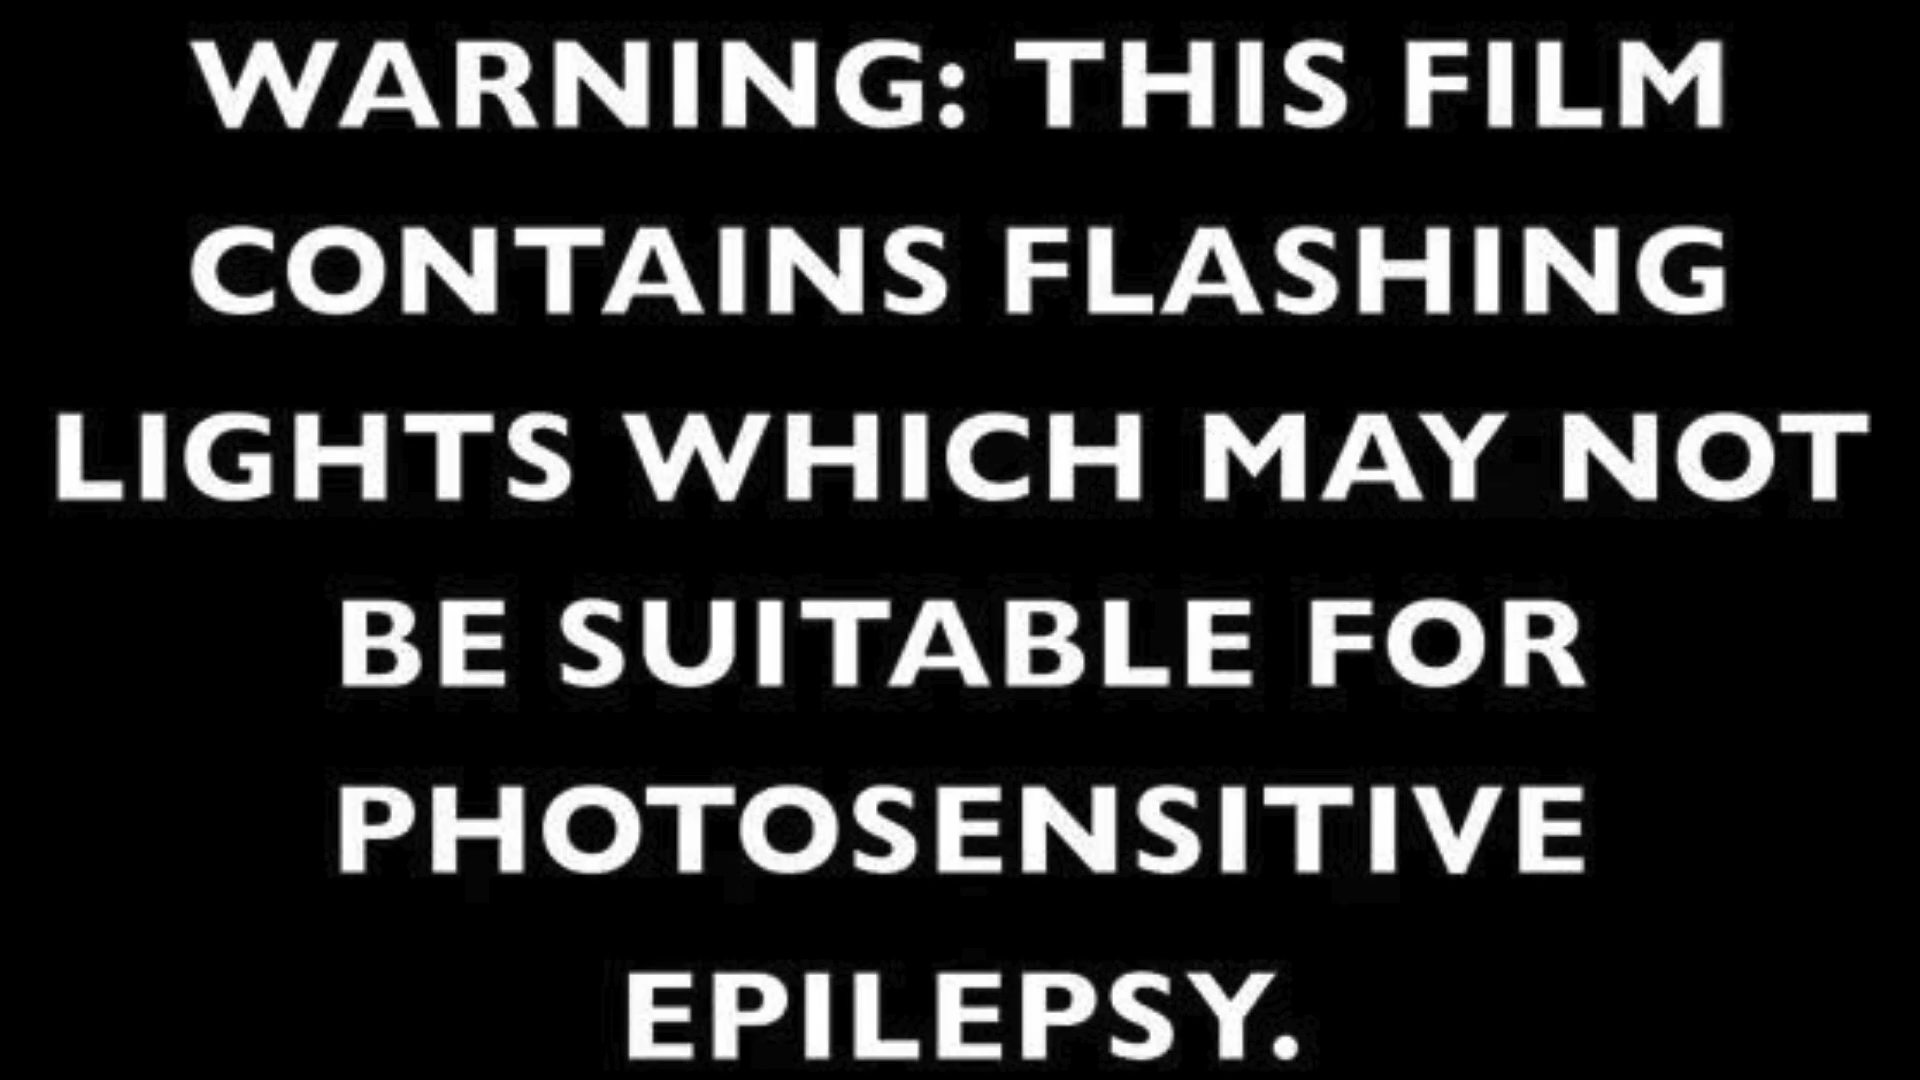 WARNING: THIS FILM
CONTAINS FLASHING
LIGHTS WHICH MAY NOT
BE SUITABLE FOR
PHOTOSENSITIVE
EPILEPSY.